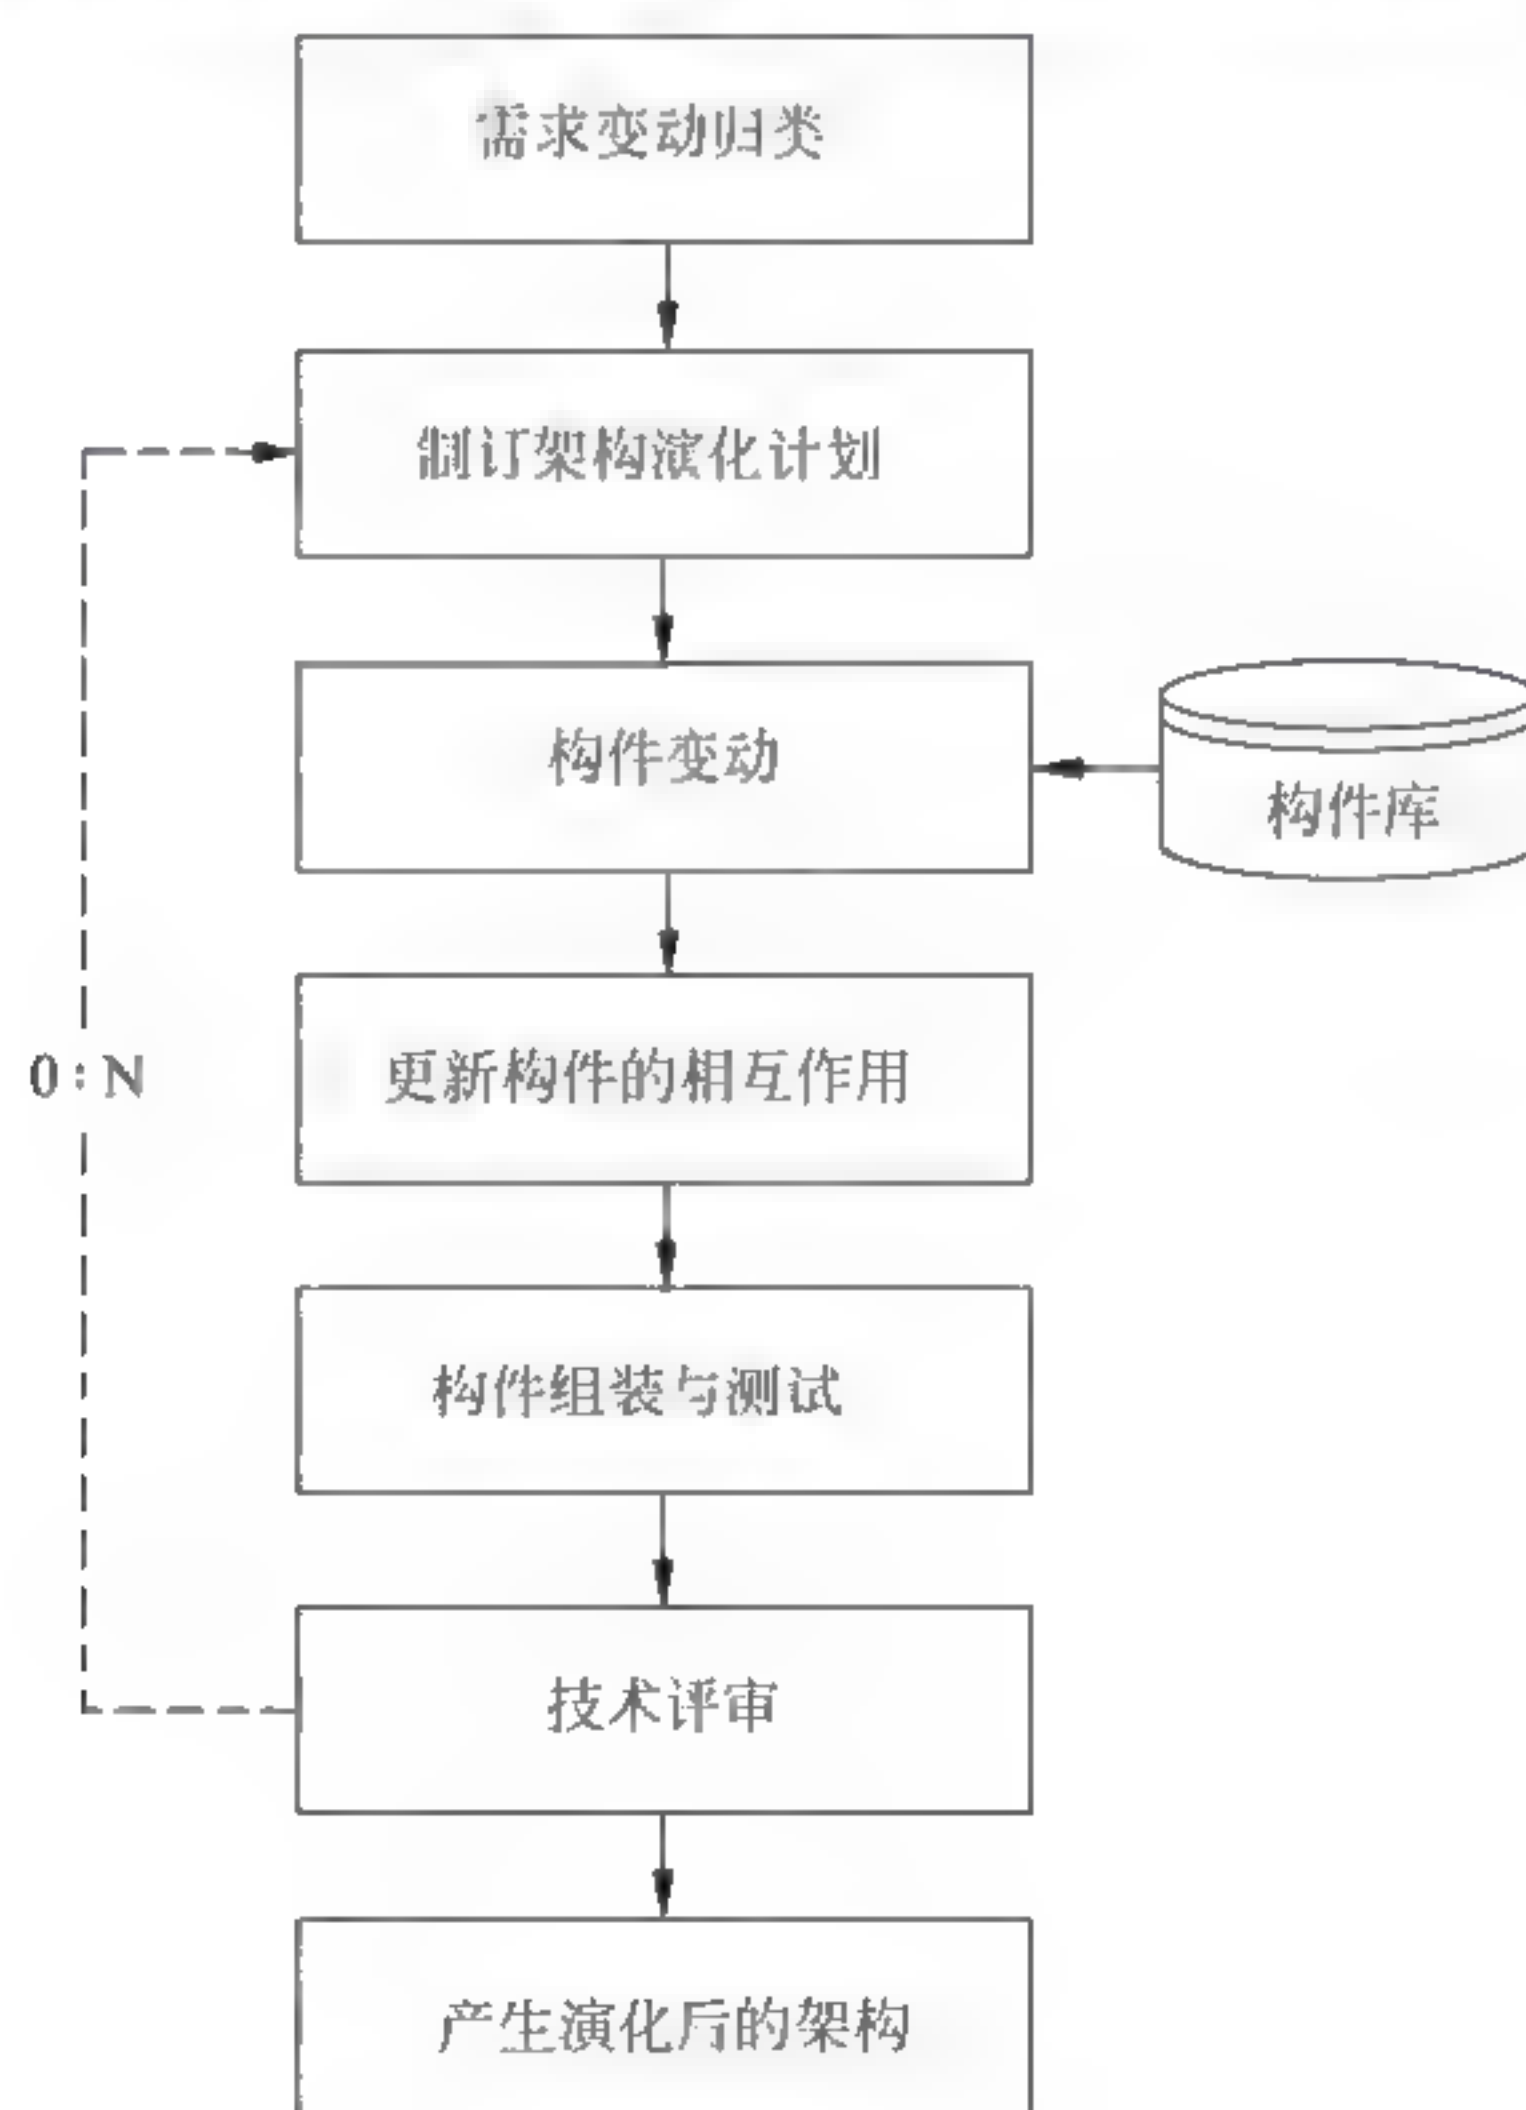 需求变动归类
制订架构演化计划
构件变动
构件库
更新构件的相互作用
0：N
构件组装与测试
技术评审
产生演化后的架构